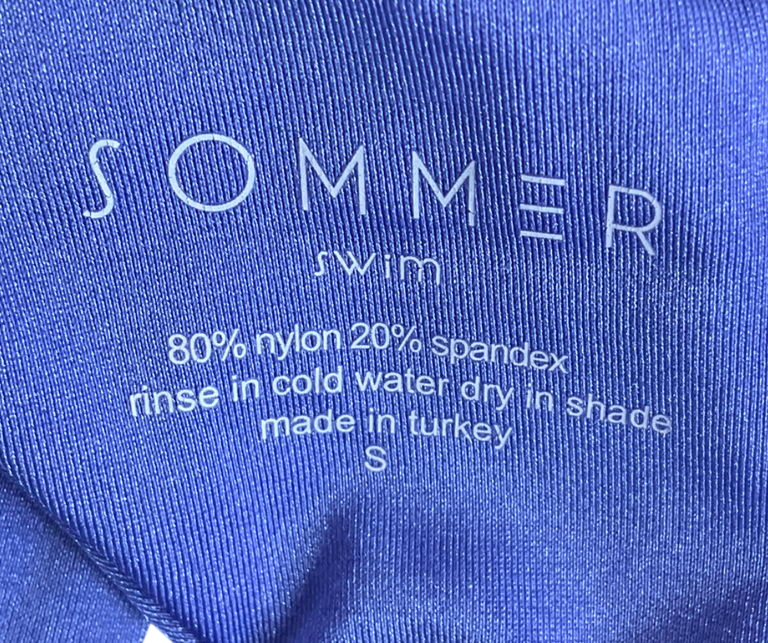 SOMMER
swim
80% nylon 20% spandex
rinse in cold water dry in shade
made in turkey
S